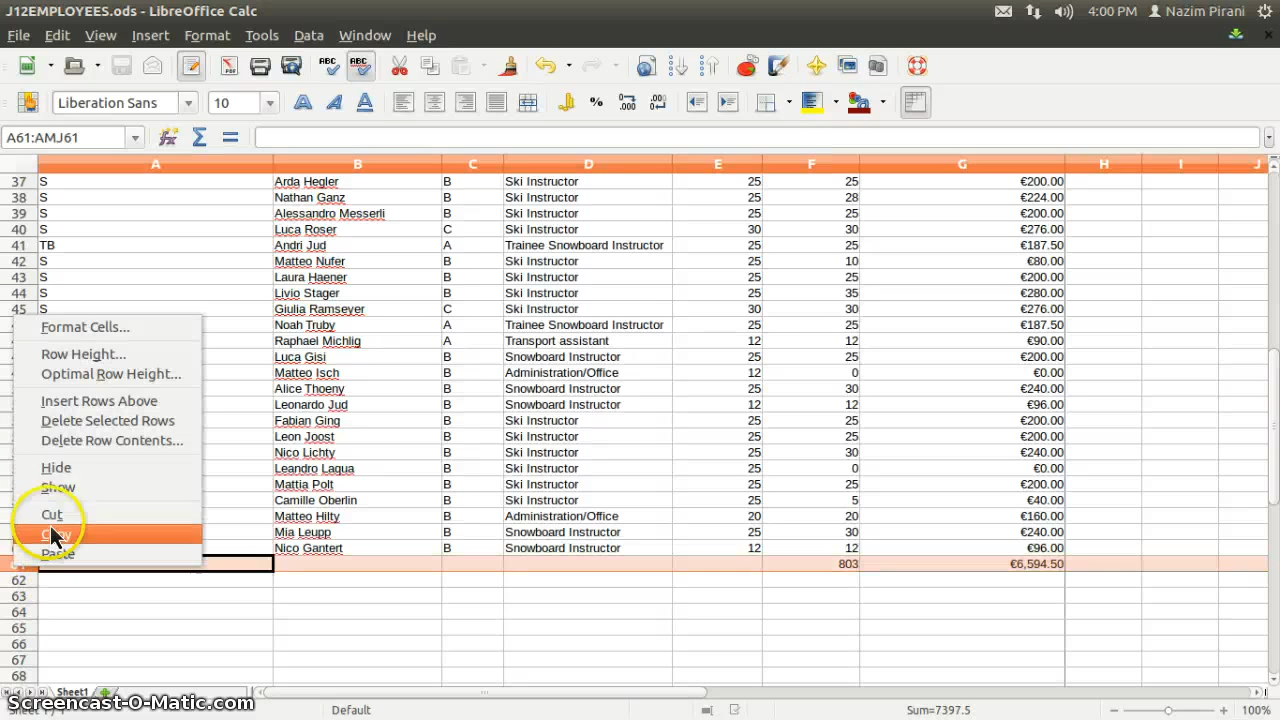 J12EMPLOYEES.ods - LibreOffice Calc 4:00 PM Nazim Pirani
File Edit View Insert Format Tools Data Window Help
Liberation Sans 10
A61:AMJ61
A B C D E F G H I J
37 S Arda Hegler B Ski Instructor 25 25 €200.00
38 S Nathan Ganz B Ski Instructor 25 28 €224.00
39 S Alessandro Messerli B Ski Instructor 25 25 €200.00
40 S Luca Roser C Ski Instructor 30 30 €276.00
41 TB Andri Jud A Trainee Snowboard Instructor 25 25 €187.50
42 S Matteo Nufer B Ski Instructor 25 10 €80.00
43 S Laura Haener B Ski Instructor 25 25 €200.00
44 S Livio Stager B Ski Instructor 25 35 €280.00
45 S Giulia Ramseyer C Ski Instructor 30 30 €276.00
Noah Truby A Trainee Snowboard Instructor 25 25 €187.50
Raphael Michlig A Transport assistant 12 12 €90.00
Luca Gisi B Snowboard Instructor 25 25 €200.00
Matteo Isch B Administration/Office 12 0 €0.00
Alice Thoeny B Snowboard Instructor 25 30 €240.00
Leonardo Jud B Snowboard Instructor 12 12 €96.00
Fabian Ging B Snowboard Instructor 25 25 €200.00
Leon Joost B Snowboard Instructor 25 25 €200.00
Nico Lichty B Ski Instructor 25 30 €240.00
Leandro Laqua B Ski Instructor 25 0 €0.00
Mattia Polt B Ski Instructor 25 25 €200.00
Camille Oberlin B Ski Instructor 25 5 €40.00
Matteo Hilty B Administration/Office 20 20 €160.00
Mia Leupp B Snowboard Instructor 25 30 €240.00
Nico Gantert B Snowboard Instructor 12 12 €96.00
803 €6,594.50
62
63
64
65
66
67
68
Format Cells...
Row Height...
Optimal Row Height...
Insert Rows Above
Delete Selected Rows
Delete Row Contents...
Hide
Show
Cut
Copy
Paste
Sheet1
Screencast-O-Matic.com
Default Sum=7397.5 100%